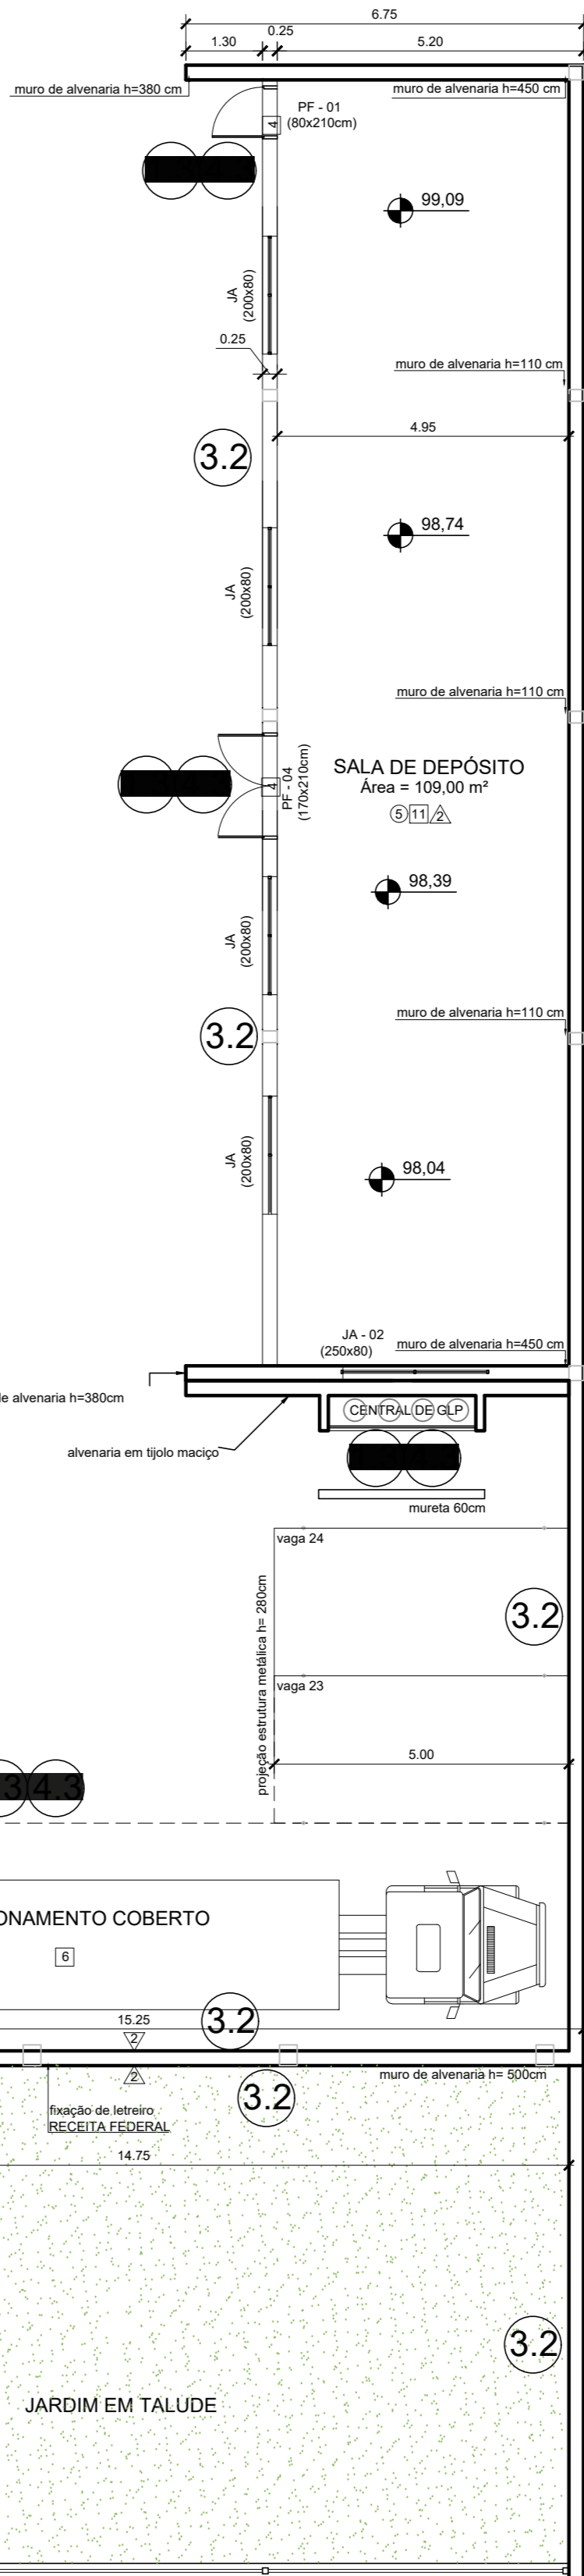 6.75
0.25
1.30
5.20
muro de alvenaria h=380 cm
muro de alvenaria h=450 cm
PF - 01
(80x210cm)
4
99,09
JA
(200x80)
0.25
muro de alvenaria h=110 cm
4.95
3.2
98,74
JA
(200x80)
muro de alvenaria h=110 cm
SALA DE DEPÓSITO
Área = 109,00 m²
5 11 2
4
PF - 04
(170x210cm)
98,39
JA
(200x80)
muro de alvenaria h=110 cm
3.2
JA
(200x80)
98,04
JA - 02
(250x80)
muro de alvenaria h=450 cm
de alvenaria h=380cm
CENTRAL DE GLP
alvenaria em tijolo maciço
mureta 60cm
vaga 24
projeção estrutura metálica h= 280cm
3.2
vaga 23
5.00
3 4.3
ONAMENTO COBERTO
6
15.25
3.2
2
2
muro de alvenaria h= 500cm
3.2
fixação de letreiro
RECEITA FEDERAL
14.75
3.2
JARDIM EM TALUDE